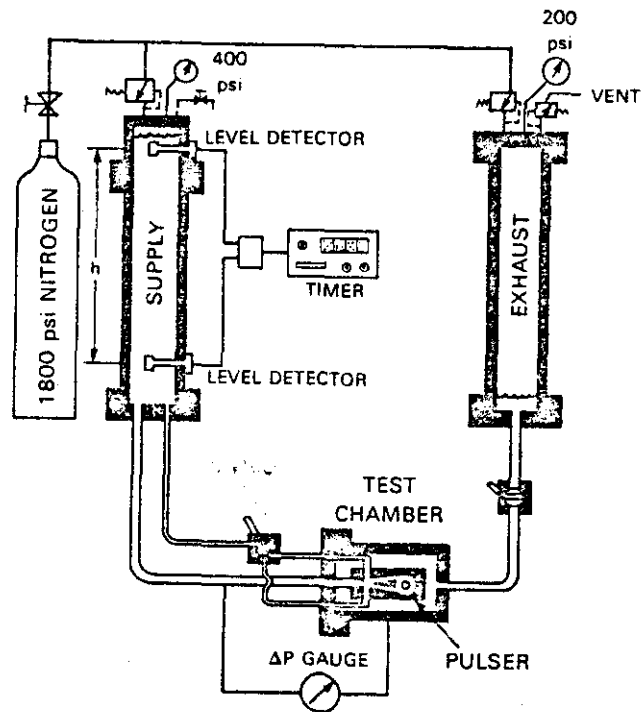 400
psi
200
psi
VENT
LEVEL DETECTOR
1800 psi NITROGEN
h
SUPPLY
TIMER
EXHAUST
LEVEL DETECTOR
TEST
CHAMBER
ΔP GAUGE
PULSER